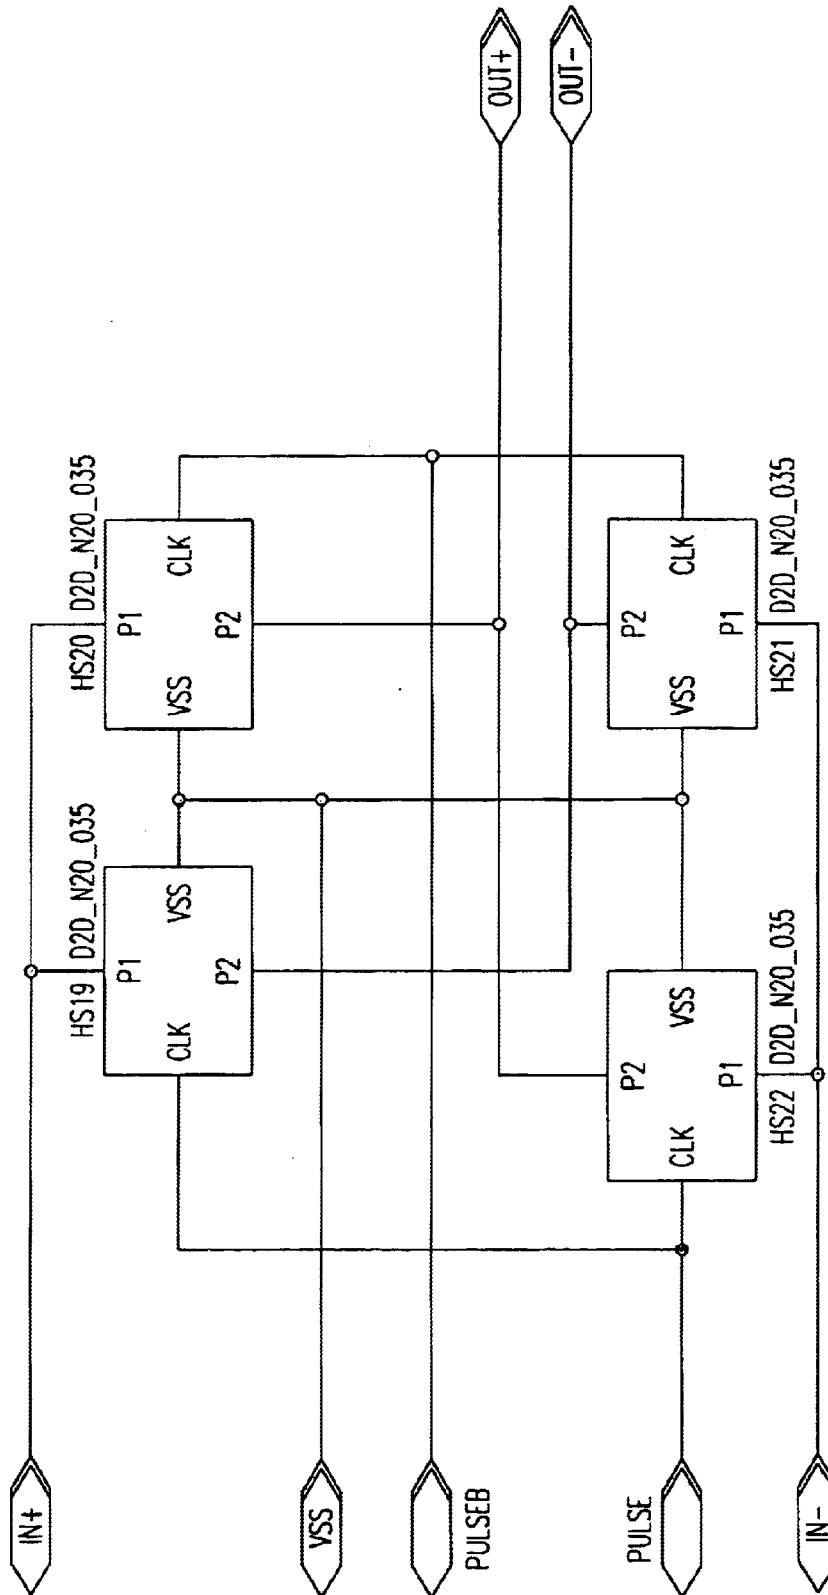 IN+
VSS
PULSEB
PULSE
IN-
HS19 D2D_N20_035
P1
CLK
VSS
P2
HS20 D2D_N20_035
P1
VSS
CLK
P2
P2
CLK
VSS
P1
HS22 D2D_N20_035
P2
VSS
CLK
P1
HS21 D2D_N20_035
OUT+
OUT-